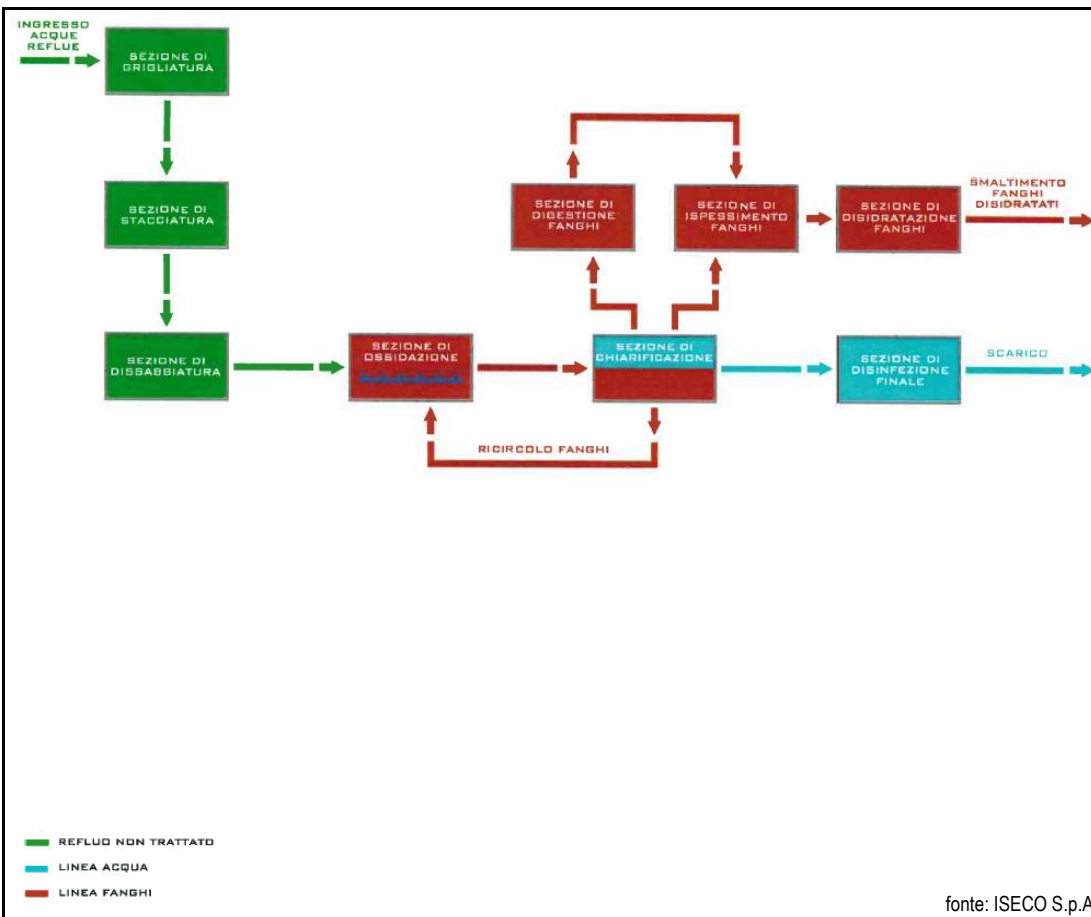 INGRESSO
ACQUE
REFLUE
SEZIONE DI
GRIGLIATURA
SEZIONE DI
STACCIATURA
SEZIONE DI
DIGESTIONE
FANGHI
SEZIONE DI
ISPESSIMENTO
FANGHI
SEZIONE DI
DISIDRATAZIONE
FANGHI
SMALTIMENTO
FANGHI
DISIDRATATI
SEZIONE DI
DISSABBIATURA
SEZIONE DI
OSSIDAZIONE
SEZIONE DI
CHIARIFICAZIONE
SEZIONE DI
DISINFEZIONE
FINALE
SCARICO
RICIRCOLO FANGHI
REFLUO NON TRATTATO
LINEA ACQUA
LINEA FANGHI
fonte: ISECO S.p.A